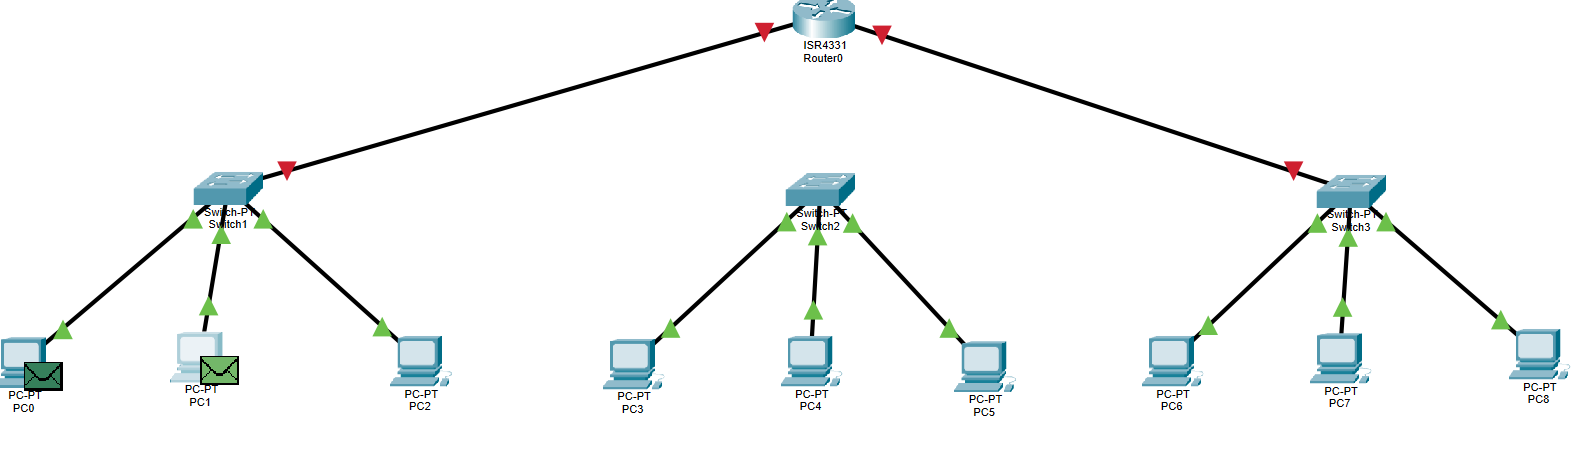 ISR4331
Router0
Switch-PT
Switch1
Switch-PT
Switch2
Switch-PT
Switch3
PC-PT
PC0
PC-PT
PC1
PC-PT
PC2
PC-PT
PC3
PC-PT
PC4
PC-PT
PC5
PC-PT
PC6
PC-PT
PC7
PC-PT
PC8